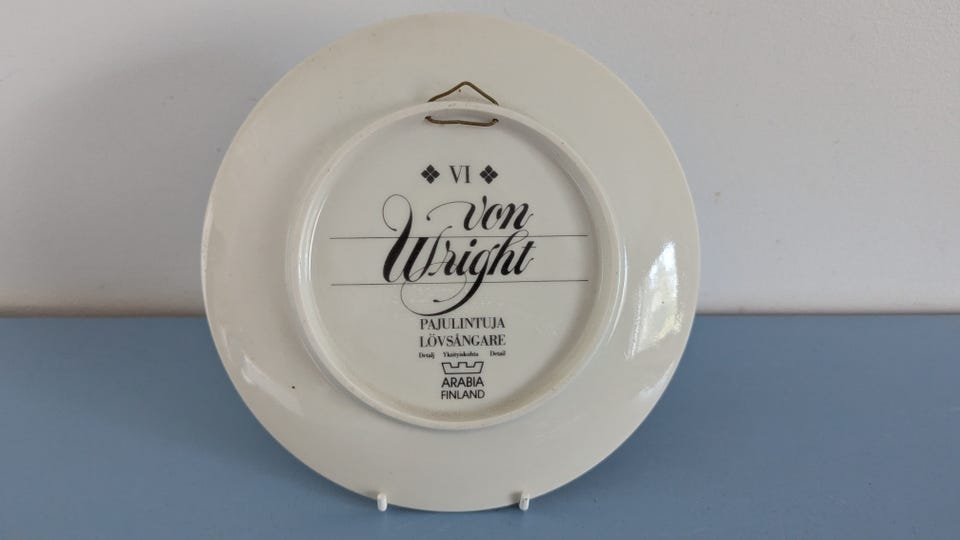 VI
von
Wright
PAJULINTUJA
LÖVSÅNGARE
Detalj Yksityiskohta Detail
ARABIA
FINLAND